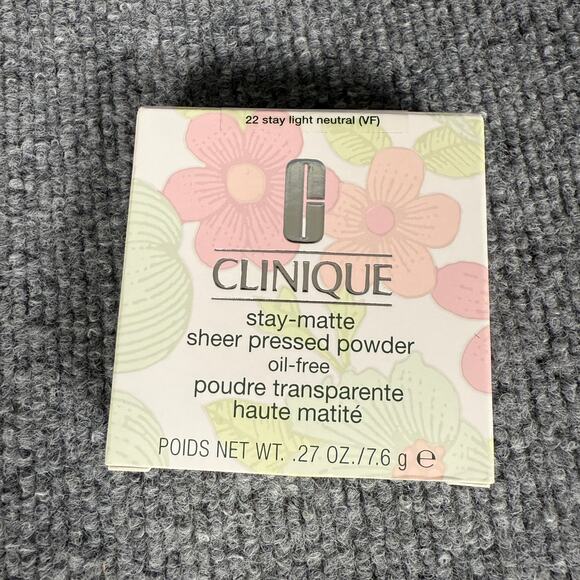 22 stay light neutral (VF)
CLINIQUE
stay-matte
sheer pressed powder
oil-free
poudre transparente
haute matité
POIDS NET WT. .27 OZ./7.6 g ℮